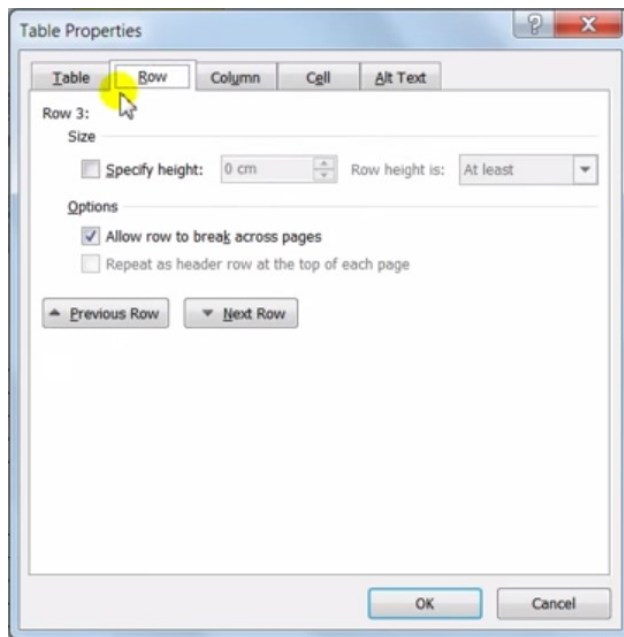 Table Properties
Table Row Column Cell Alt Text
Row 3:
Size
Specify height: 0 cm Row height is: At least
Options
Allow row to break across pages
Repeat as header row at the top of each page
Previous Row Next Row
OK Cancel